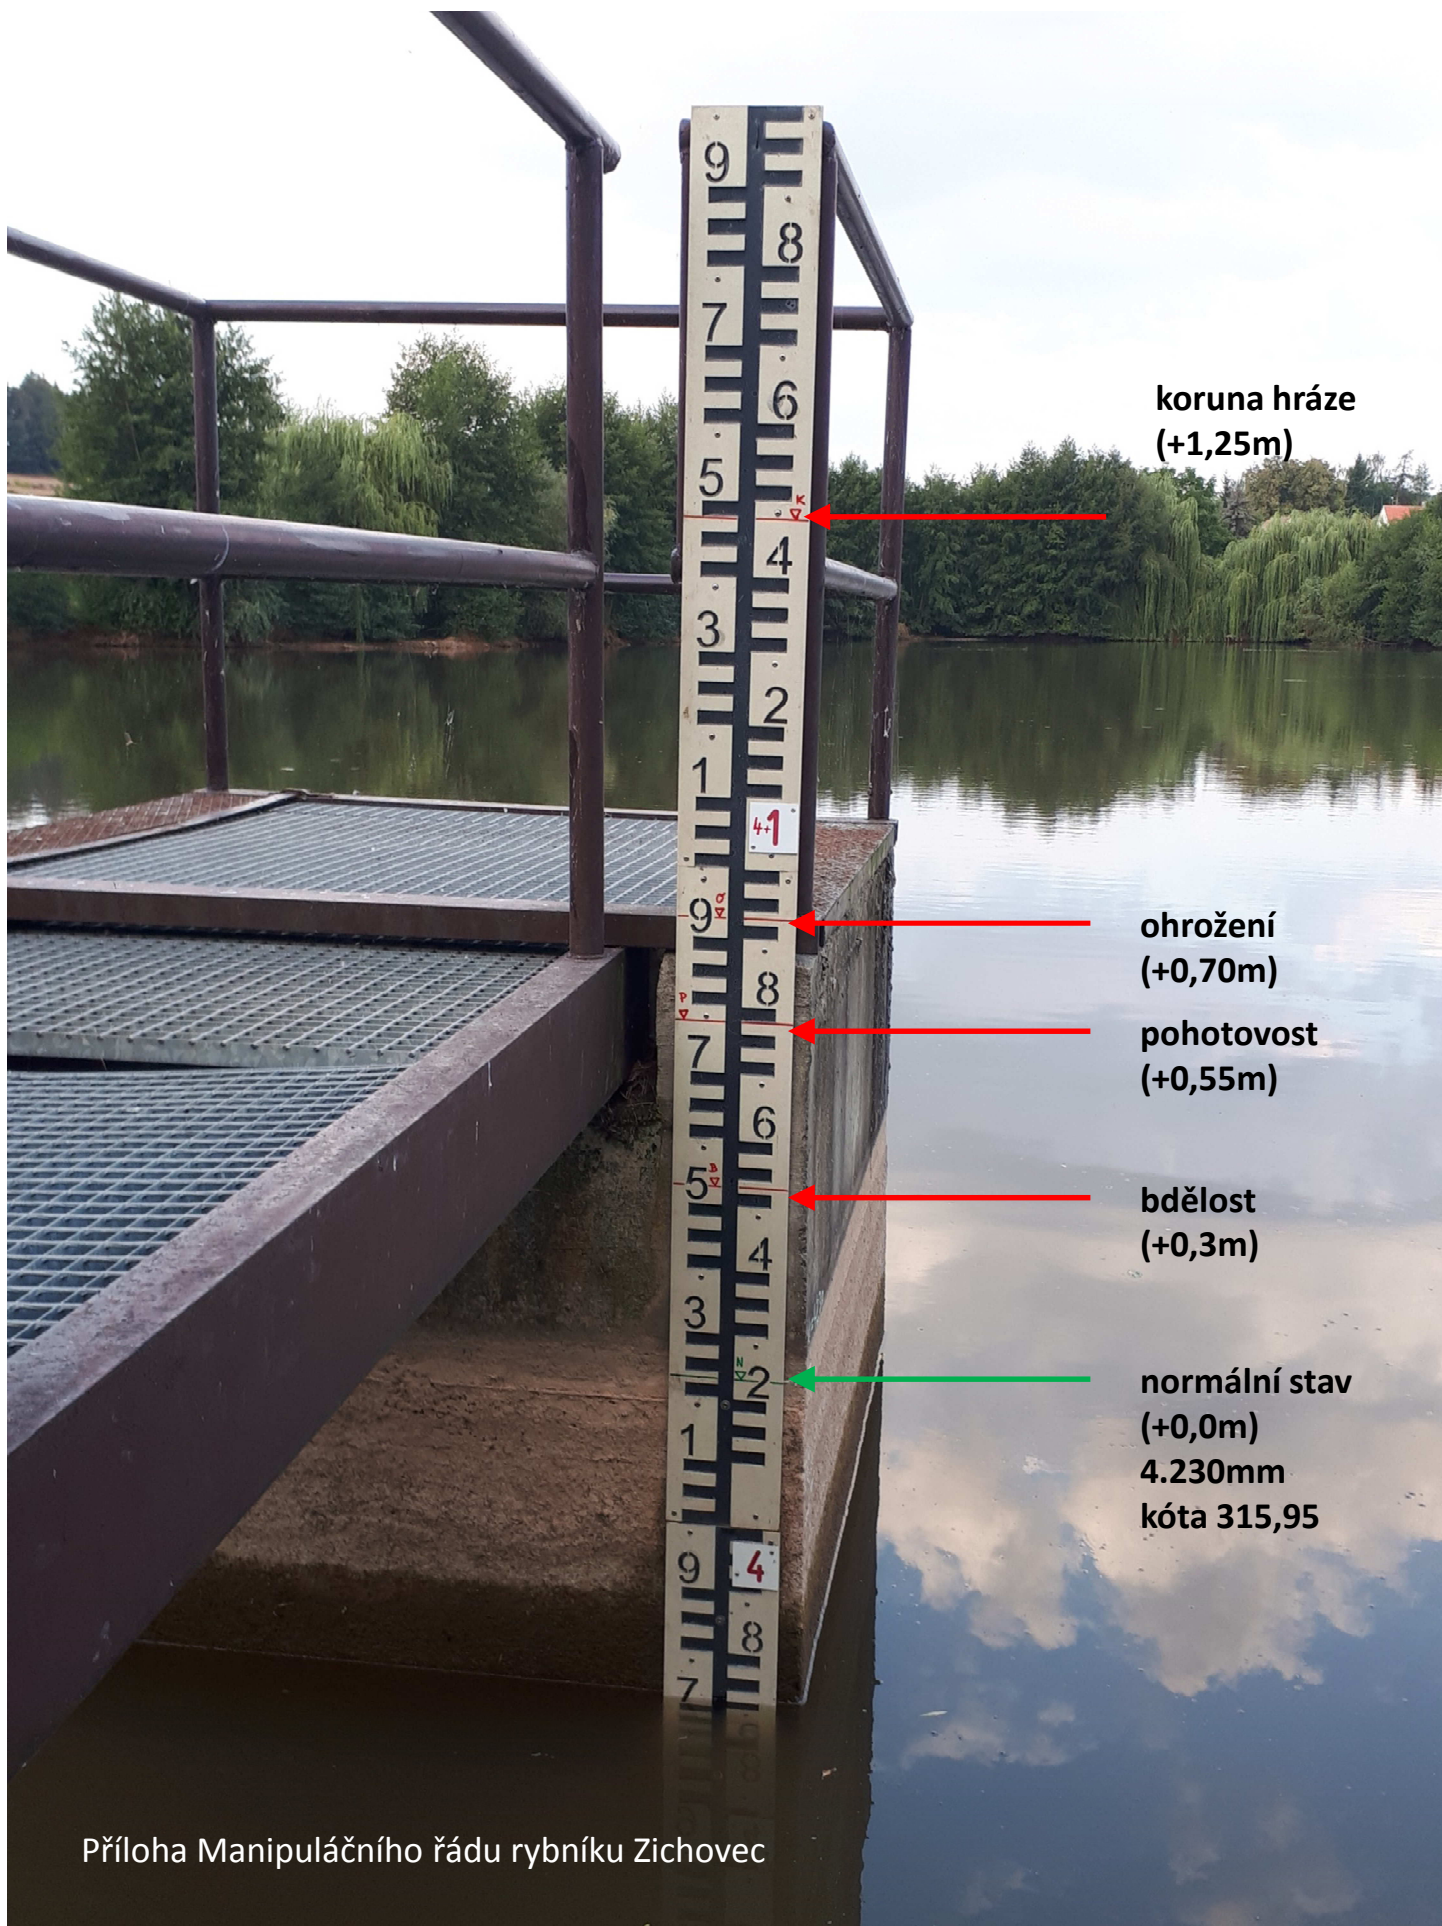 9
8
7
6
koruna hráze
(+1,25m)
5
K
4
3
2
1
4+1
O
9
ohrožení
(+0,70m)
8
P
pohotovost
(+0,55m)
7
6
B
5
bdělost
(+0,3m)
4
3
N
2
normální stav
(+0,0m)
1
4.230mm
kóta 315,95
9
4
8
7
Příloha Manipuláčního řádu rybníku Zichovec